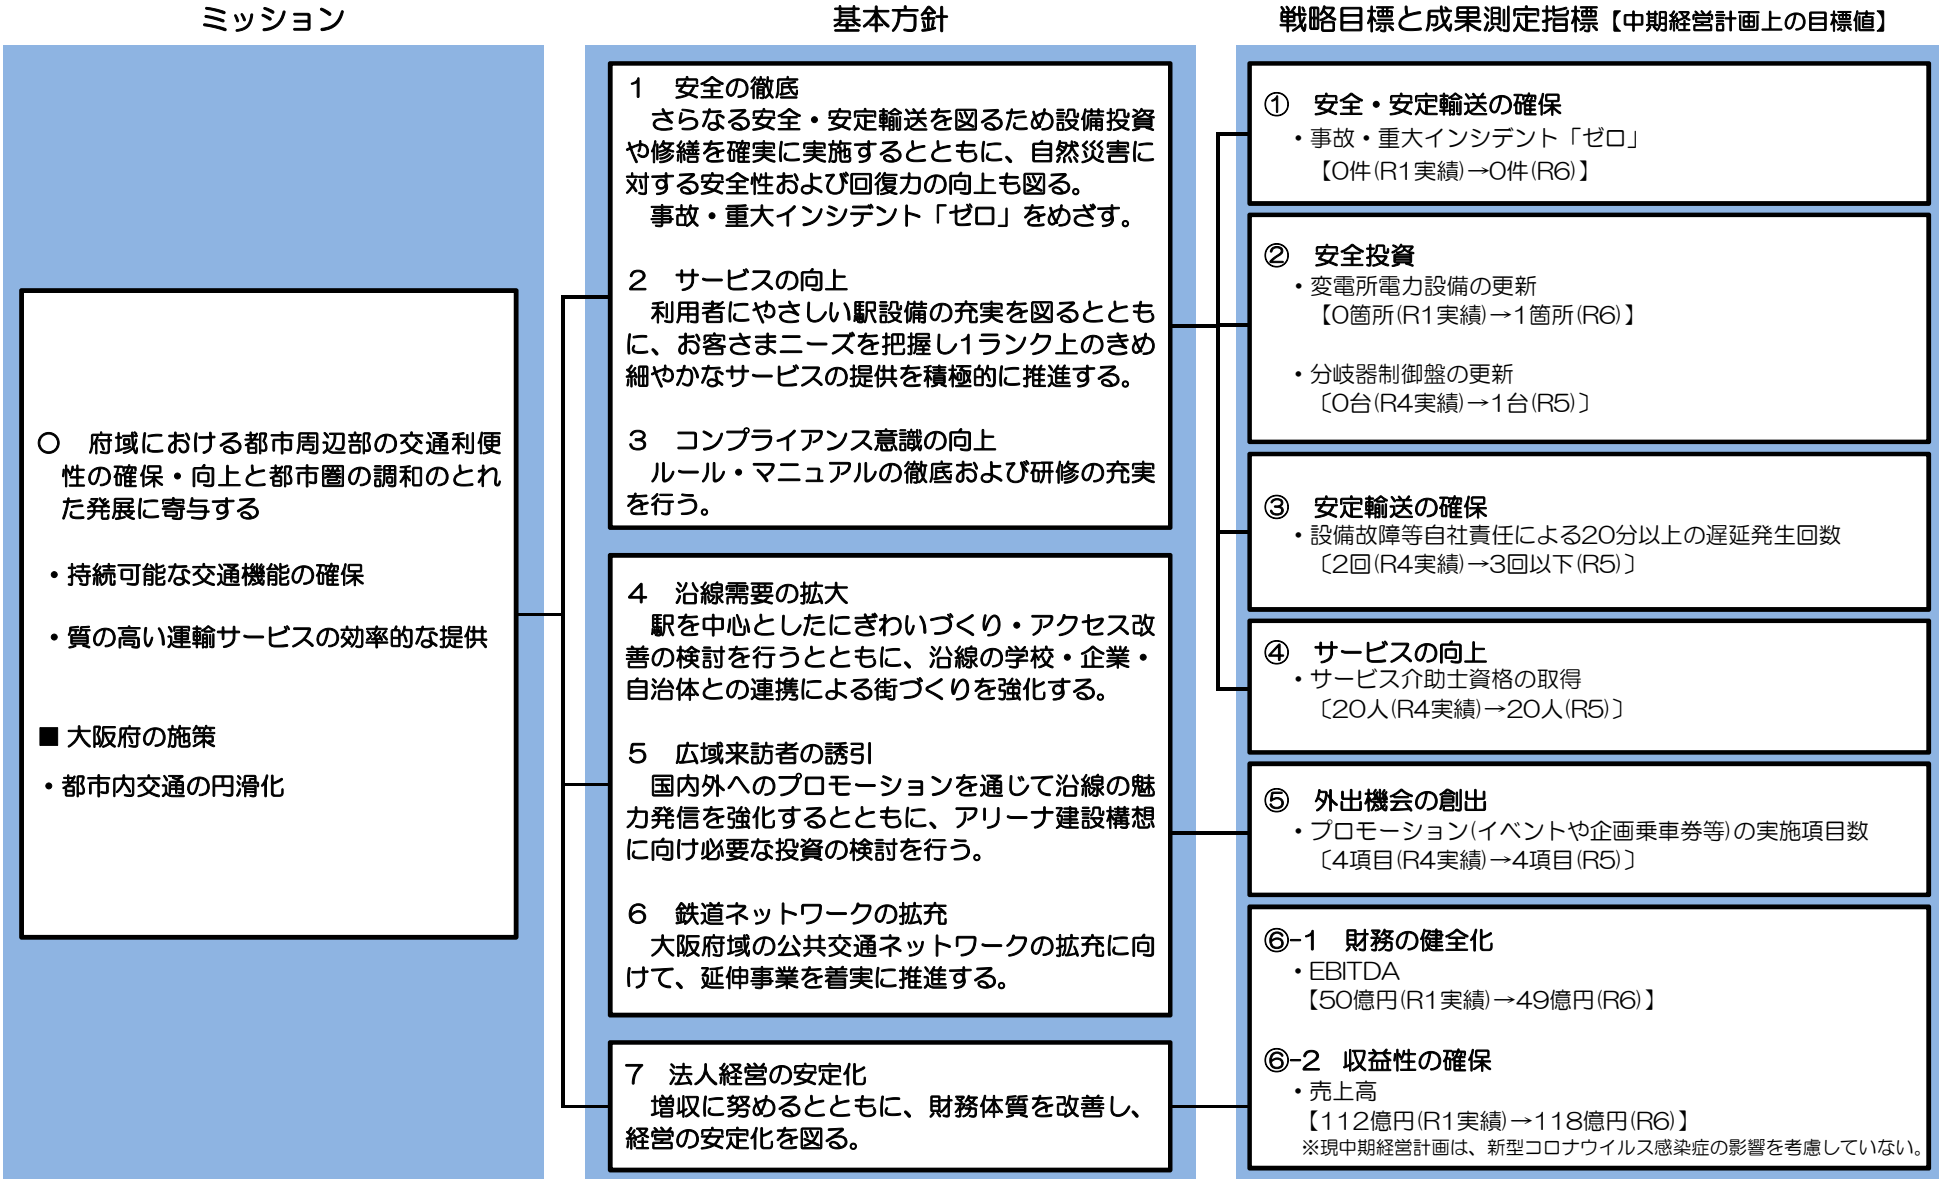 ミッション
基本方針
戦略目標と成果測定指標【中期経営計画上の目標値】
○　府域における都市周辺部の交通利便
性の確保・向上と都市圏の調和のとれ
た発展に寄与する
・持続可能な交通機能の確保
・質の高い運輸サービスの効率的な提供
■ 大阪府の施策
・都市内交通の円滑化
１　安全の徹底
さらなる安全・安定輸送を図るため設備投資
や修繕を確実に実施するとともに、自然災害に
対する安全性および回復力の向上も図る。
事故・重大インシデント「ゼロ」をめざす。
２　サービスの向上
利用者にやさしい駅設備の充実を図るととも
に、お客さまニーズを把握し1ランク上のきめ
細やかなサービスの提供を積極的に推進する。
３　コンプライアンス意識の向上
ルール・マニュアルの徹底および研修の充実
を行う。
４　沿線需要の拡大
駅を中心としたにぎわいづくり・アクセス改
善の検討を行うとともに、沿線の学校・企業・
自治体との連携による街づくりを強化する。
５　広域来訪者の誘引
国内外へのプロモーションを通じて沿線の魅
力発信を強化するとともに、アリーナ建設構想
に向け必要な投資の検討を行う。
６　鉄道ネットワークの拡充
大阪府域の公共交通ネットワークの拡充に向
けて、延伸事業を着実に推進する。
７　法人経営の安定化
増収に努めるとともに、財務体質を改善し、
経営の安定化を図る。
①　安全・安定輸送の確保
・事故・重大インシデント「ゼロ」
【0件(R1実績)→0件(R6)】
②　安全投資
・変電所電力設備の更新
【0箇所(R1実績)→1箇所(R6)】
・分岐器制御盤の更新
〔0台(R4実績)→1台(R5)〕
③　安定輸送の確保
・設備故障等自社責任による20分以上の遅延発生回数
〔2回(R4実績)→3回以下(R5)〕
④　サービスの向上
・サービス介助士資格の取得
〔20人(R4実績)→20人(R5)〕
⑤　外出機会の創出
・プロモーション(イベントや企画乗車券等)の実施項目数
〔4項目(R4実績)→4項目(R5)〕
⑥-1　財務の健全化
・EBITDA
【50億円(R1実績)→49億円(R6)】
⑥-2　収益性の確保
・売上高
【112億円(R1実績)→118億円(R6)】
※現中期経営計画は、新型コロナウイルス感染症の影響を考慮していない。